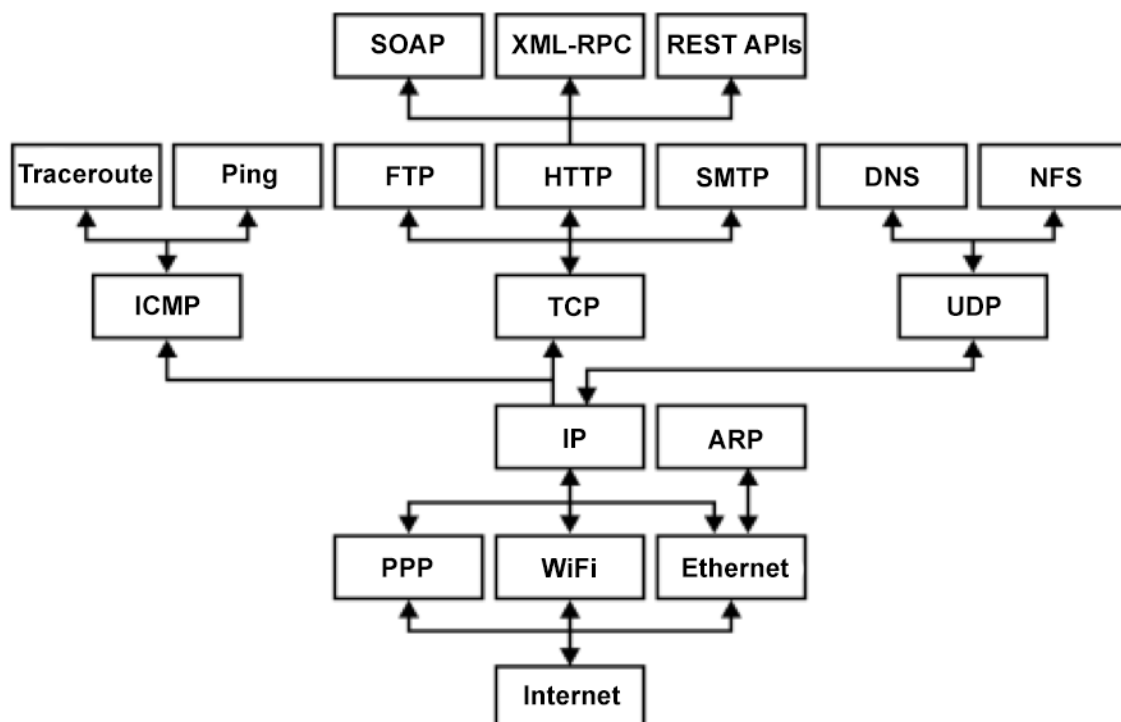 SOAP
XML-RPC
REST APIs
Traceroute
Ping
FTP
HTTP
SMTP
DNS
NFS
ICMP
TCP
UDP
IP
ARP
PPP
WiFi
Ethernet
Internet